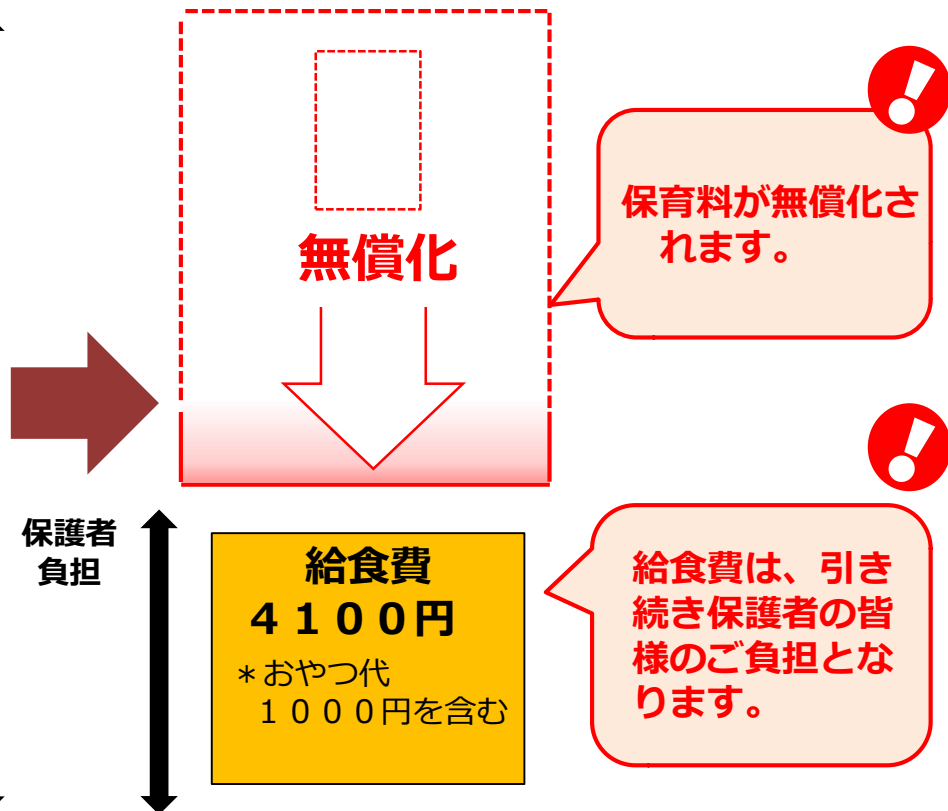 無償化
保育料が無償化さ
れます。
保護者
負担
給食費
４１００円
＊おやつ代
１０００円を含む
給食費は、引き
続き保護者の皆
様のご負担とな
ります。